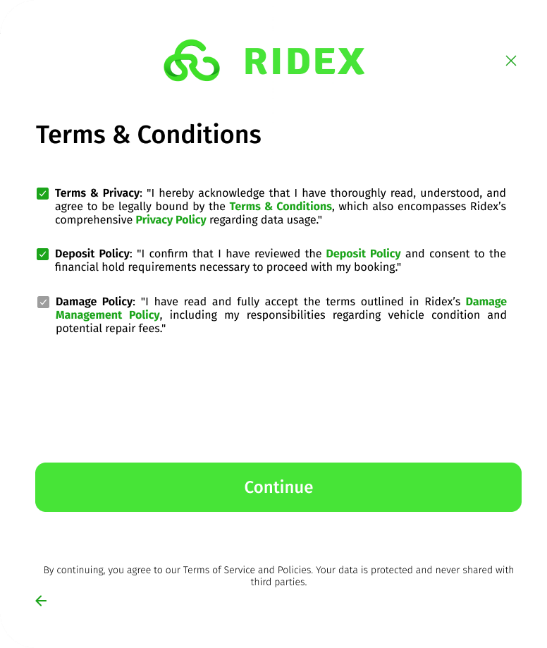 RIDEX
Terms & Conditions
Terms & Privacy: "I hereby acknowledge that I have thoroughly read, understood, and
agree to be legally bound by the Terms & Conditions, which also encompasses Ridex’s
comprehensive Privacy Policy regarding data usage."
Deposit Policy: "I confirm that I have reviewed the Deposit Policy and consent to the
financial hold requirements necessary to proceed with my booking."
Damage Policy: "I have read and fully accept the terms outlined in Ridex’s Damage
Management Policy, including my responsibilities regarding vehicle condition and
potential repair fees."
Continue
By continuing, you agree to our Terms of Service and Policies. Your data is protected and never shared with
third parties.